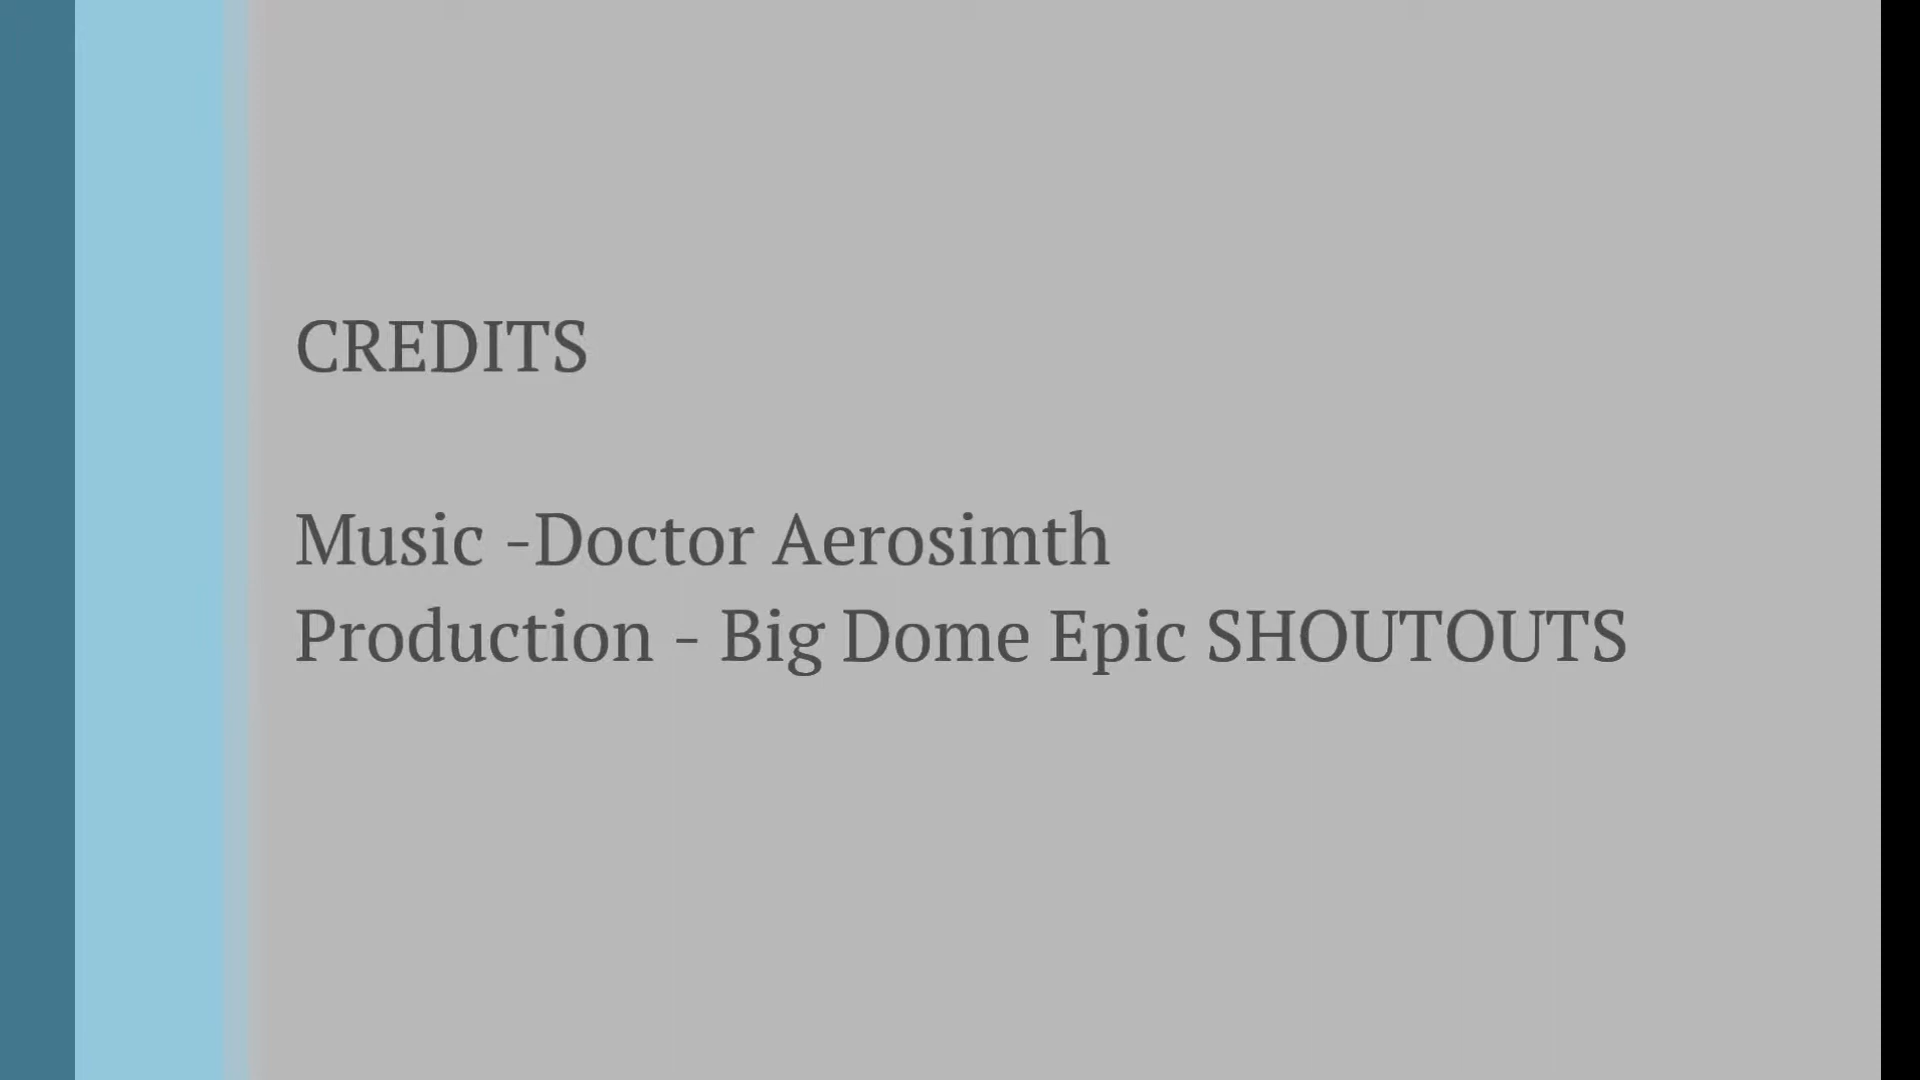 CREDITS
Music -Doctor Aerosimth
Production - Big Dome Epic SHOUTOUTS